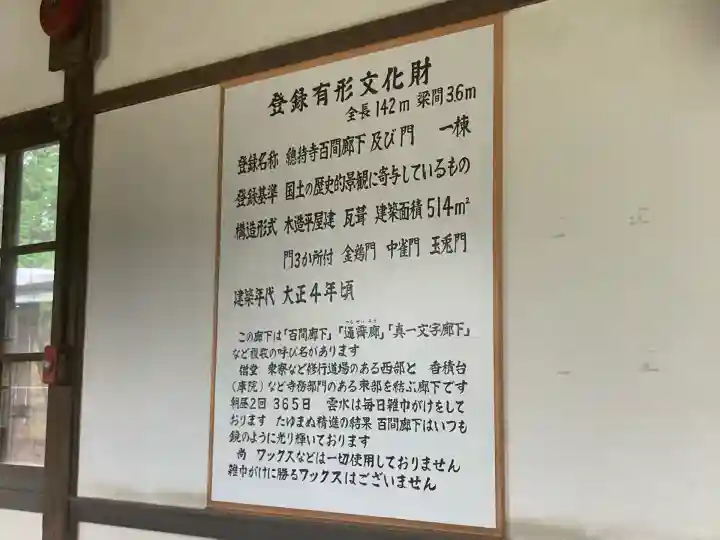 登録有形文化財
全長142m 梁間3.6m
登録名称 總持寺百間廊下及び門 一棟
登録基準 国土の歴史的景観に寄与しているもの
構造形式 木造平屋建 瓦葺 建築面積514㎡
門3か所付 金鶏門 中雀門 玉兎門
建築年代 大正4年頃
この廊下は「百間廊下」「通霽廊」「真一文字廊下」
など複数の呼び名があります
僧堂 衆寮など修行道場のある西部と 香積台
(庫院)など寺務部門のある東部を結ぶ廊下です
朝昼2回 365日 雲水は毎日雑巾がけをして
おります たゆまぬ精進の結果 百間廊下はいつも
鏡のように光り輝いております
尚 ワックスなどは一切使用しておりません
雑巾がけに勝るワックスはございません